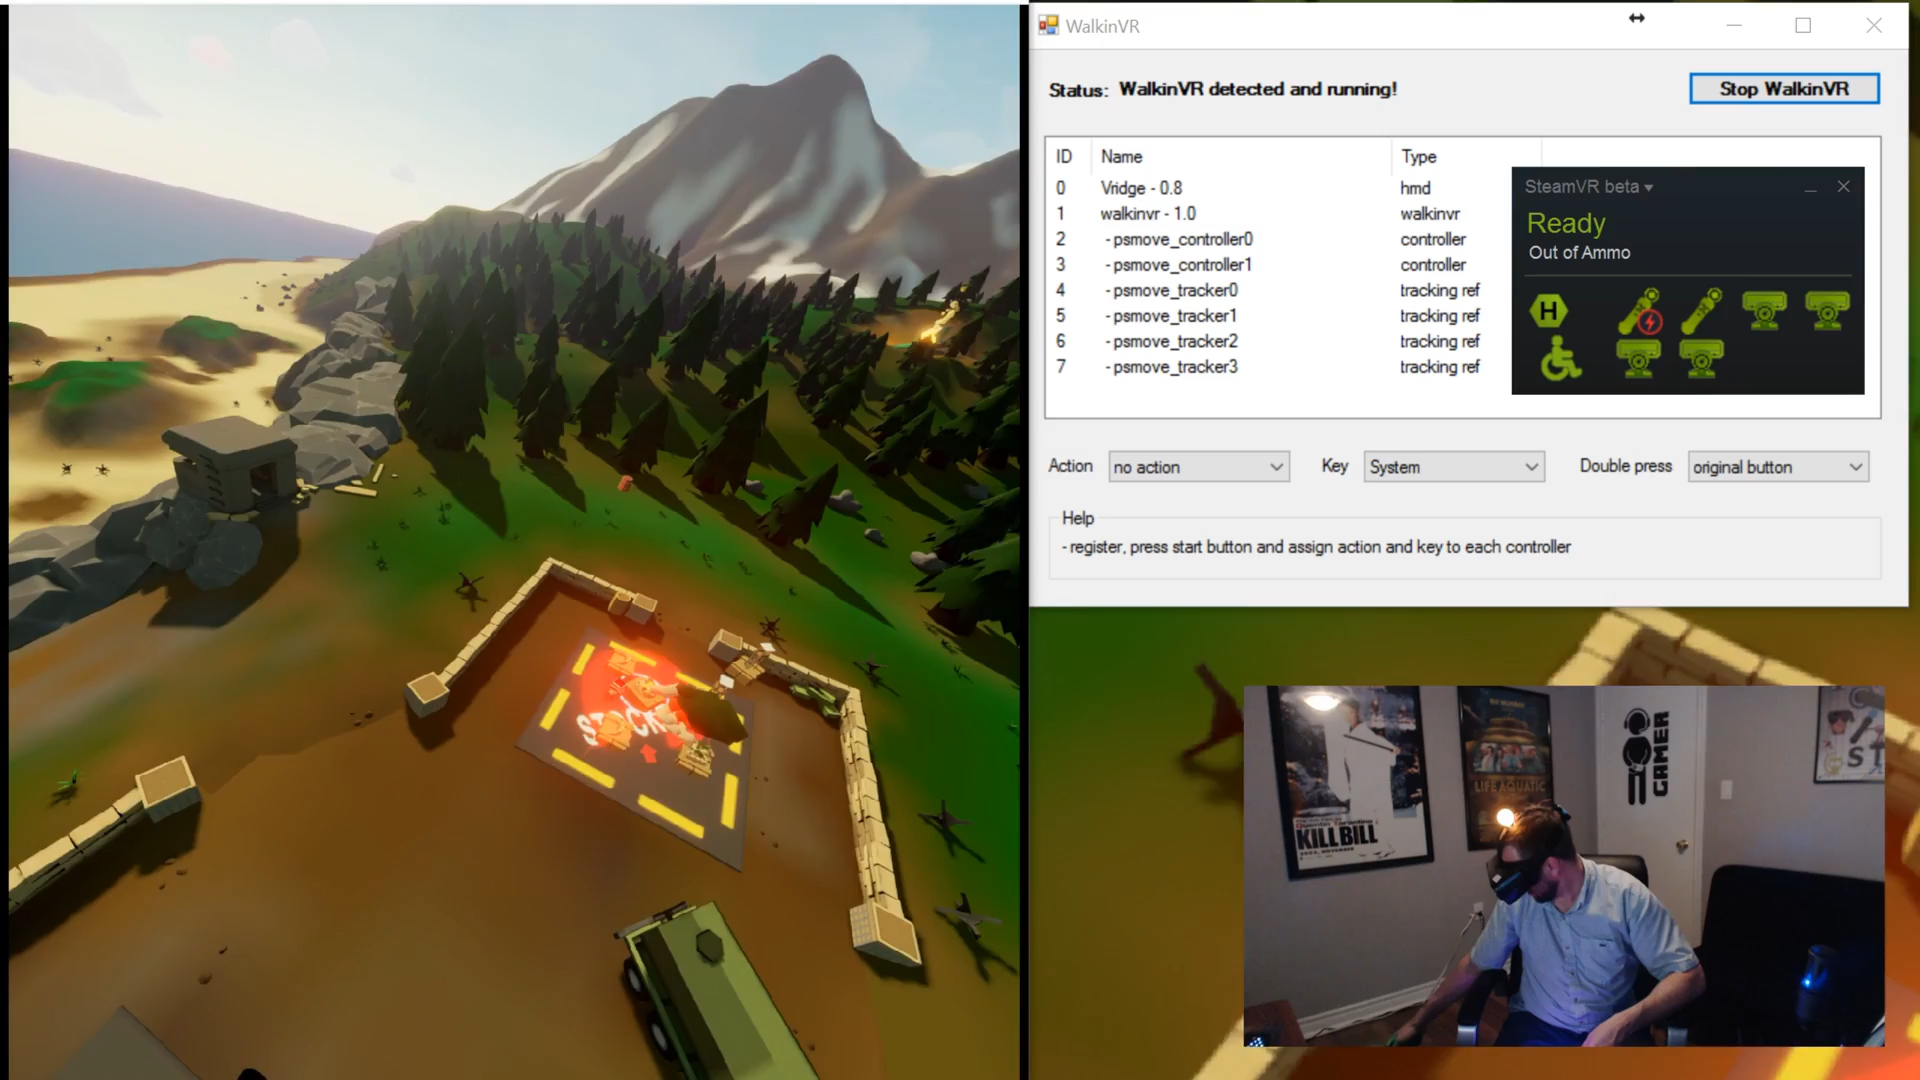 WalkinVR
Status: WalkinVR detected and running!
Stop WalkinVR
ID Name Type
0 Vridge - 0.8 hmd
1 walkinvr - 1.0 walkinvr
2 - psmove_controller0 controller
3 - psmove_controller1 controller
4 - psmove_tracker0 tracking ref
5 - psmove_tracker1 tracking ref
6 - psmove_tracker2 tracking ref
7 - psmove_tracker3 tracking ref
SteamVR beta
Ready
Out of Ammo
H
Action no action Key System Double press original button
Help
- register, press start button and assign action and key to each controller
KILL BILL
LIFE AQUATIC
GAMER